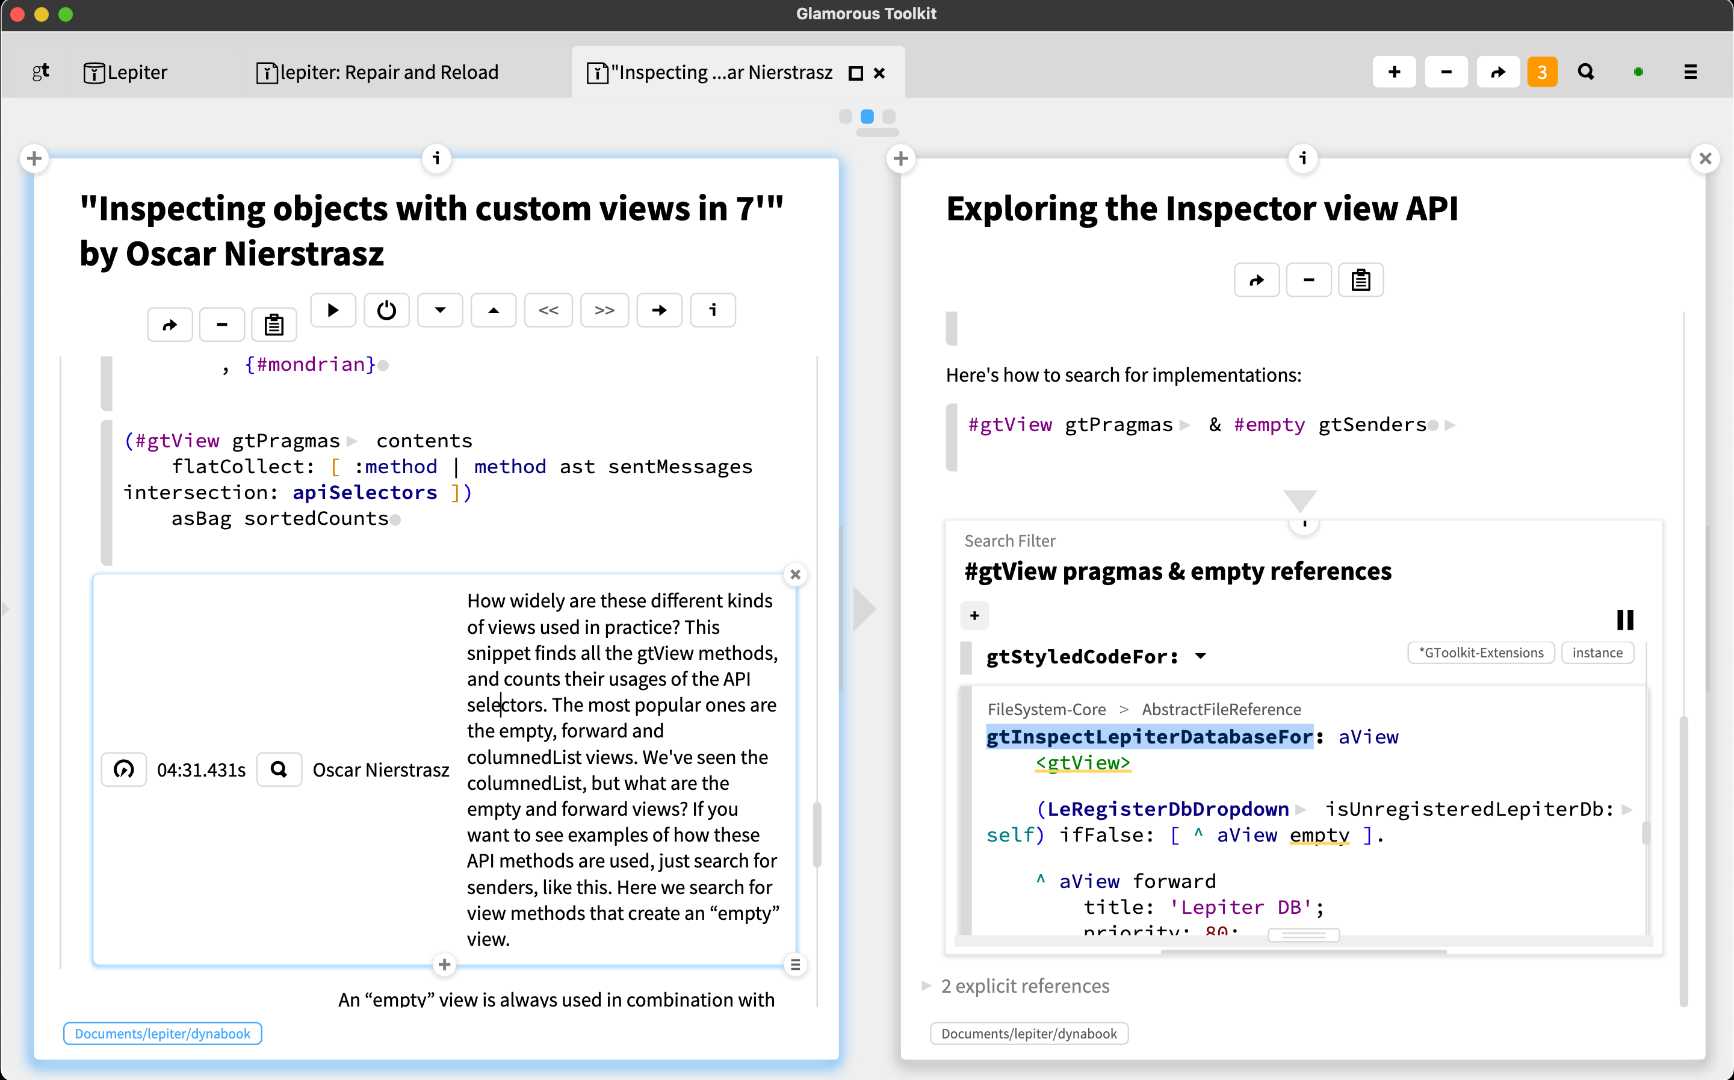 Glamorous Toolkit
gt
Lepiter
lepiter: Repair and Reload
"Inspecting ...ar Nierstrasz
3
"Inspecting objects with custom views in 7'"
by Oscar Nierstrasz
<< >>
, {#mondrian}
(#gtView gtPragmas contents
flatCollect: [ :method | method ast sentMessages
intersection: apiSelectors ])
asBag sortedCounts
04:31.431s
Oscar Nierstrasz
How widely are these different kinds
of views used in practice? This
snippet finds all the gtView methods,
and counts their usages of the API
selectors. The most popular ones are
the empty, forward and
columnedList views. We've seen the
columnedList, but what are the
empty and forward views? If you
want to see examples of how these
API methods are used, just search for
senders, like this. Here we search for
view methods that create an “empty”
view.
An “empty” view is always used in combination with
Documents/lepiter/dynabook
Exploring the Inspector view API
Here's how to search for implementations:
#gtView gtPragmas & #empty gtSenders
Search Filter
#gtView pragmas & empty references
+
gtStyledCodeFor:
*GToolkit-Extensions
instance
FileSystem-Core > AbstractFileReference
gtInspectLepiterDatabaseFor: aView
<gtView>
(LeRegisterDbDropdown isUnregisteredLepiterDb:
self) ifFalse: [ ^ aView empty ].
^ aView forward
title: 'Lepiter DB';
priority: 80;
2 explicit references
Documents/lepiter/dynabook